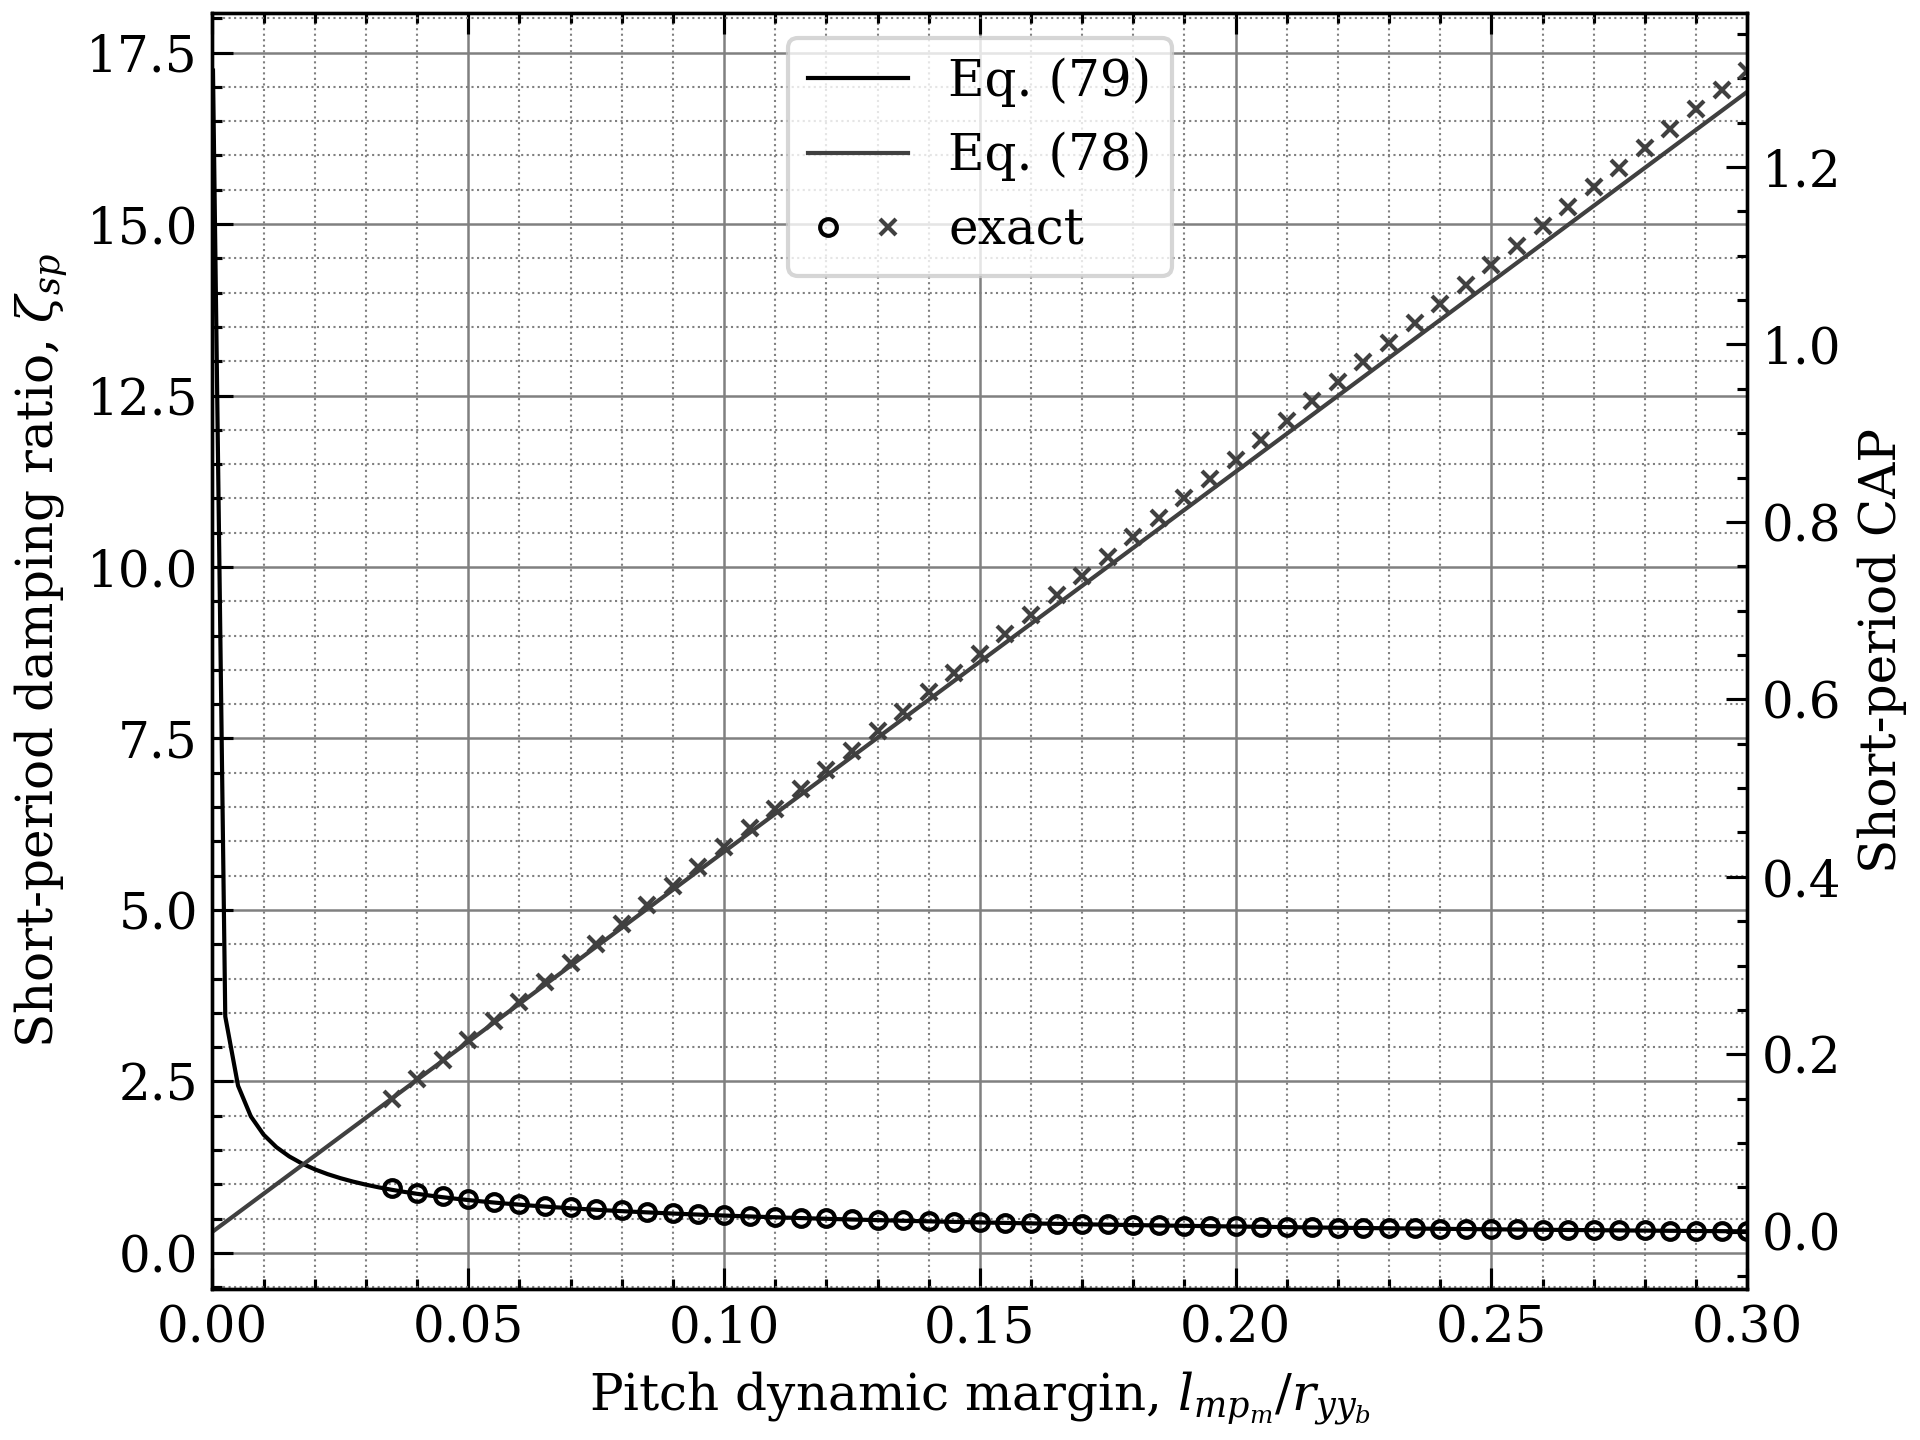 Short-period damping ratio, ζsp
17.5
15.0
12.5
10.0
7.5
5.0
2.5
0.0
Eq. (79)
Eq. (78)
exact
1.2
1.0
0.8
0.6
0.4
0.2
0.0
Short-period CAP
0.00 0.05 0.10 0.15 0.20 0.25 0.30
Pitch dynamic margin, lmpm/ryyb